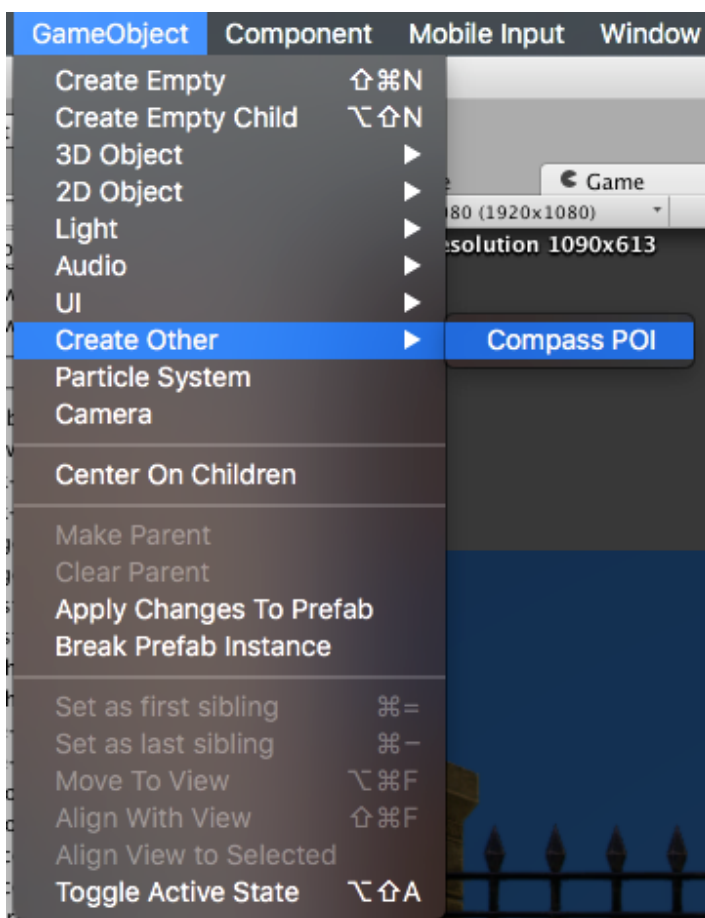 GameObject Component Mobile Input Window
Create Empty ⇧⌘N
Create Empty Child ⌥⇧N
3D Object ▶
2D Object ▶
Game
Light ▶
80 (1920x1080)
esolution 1090x613
Audio ▶
UI ▶
Create Other ▶ Compass POI
Particle System
Camera
Center On Children
Make Parent
Clear Parent
Apply Changes To Prefab
Break Prefab Instance
Set as first sibling ⌘=
Set as last sibling ⌘−
Move To View ⌥⌘F
Align With View ⇧⌘F
Align View to Selected
Toggle Active State ⌥⇧A